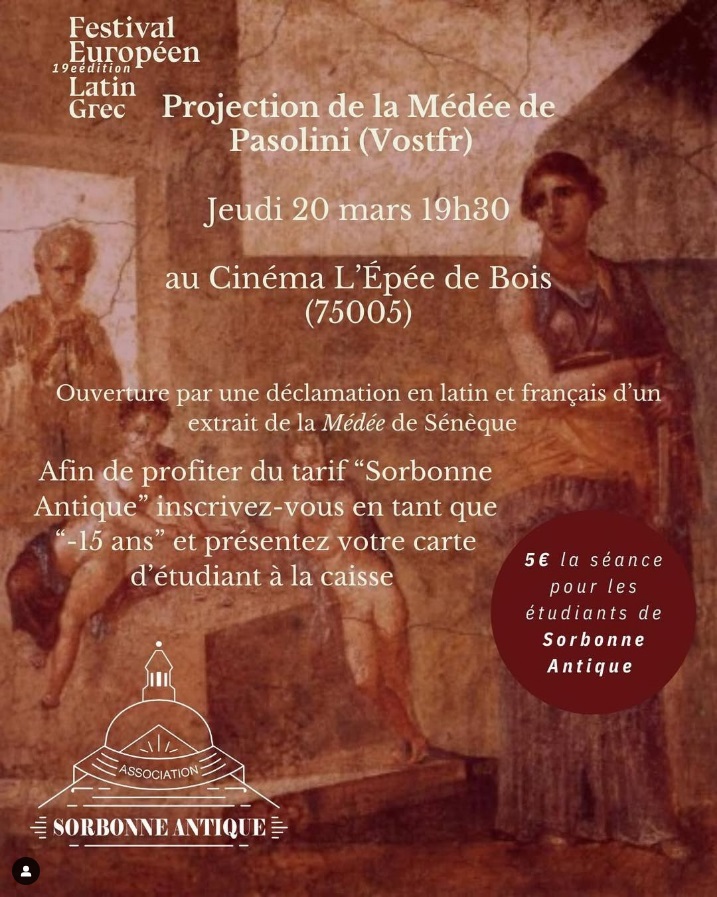 Festival
Européen
19eédition
Latin
Grec
Projection de la Médée de
Pasolini (Vostfr)
Jeudi 20 mars 19h30
au Cinéma L’Épée de Bois
(75005)
Ouverture par une déclamation en latin et français d’un
extrait de la Médée de Sénèque
Afin de profiter du tarif “Sorbonne
Antique” inscrivez-vous en tant que
“-15 ans” et présentez votre carte
d’étudiant à la caisse
5€ la séance
pour les
étudiants de
Sorbonne
Antique
ASSOCIATION
SORBONNE ANTIQUE